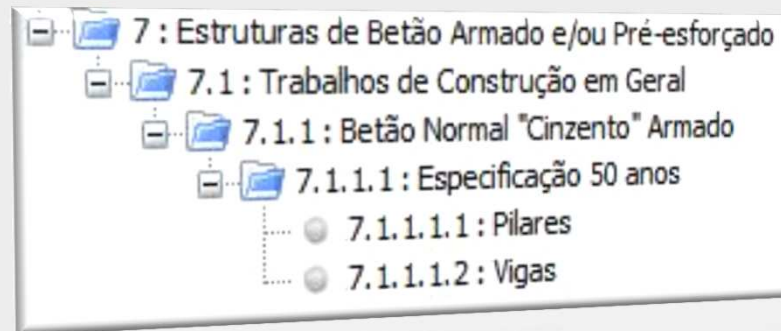 7 : Estruturas de Betão Armado e/ou Pré-esforçado
7.1 : Trabalhos de Construção em Geral
7.1.1 : Betão Normal "Cinzento" Armado
7.1.1.1 : Especificação 50 anos
7.1.1.1.1 : Pilares
7.1.1.1.2 : Vigas